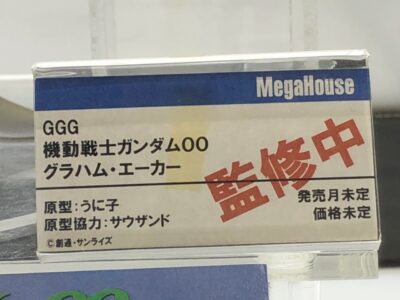 MegaHouse
GGG
機動戦士ガンダムOO
グラハム・エーカー
監修中
原型:うに子
原型協力:サウザンド
発売月未定
価格未定
©創通・サンライズ